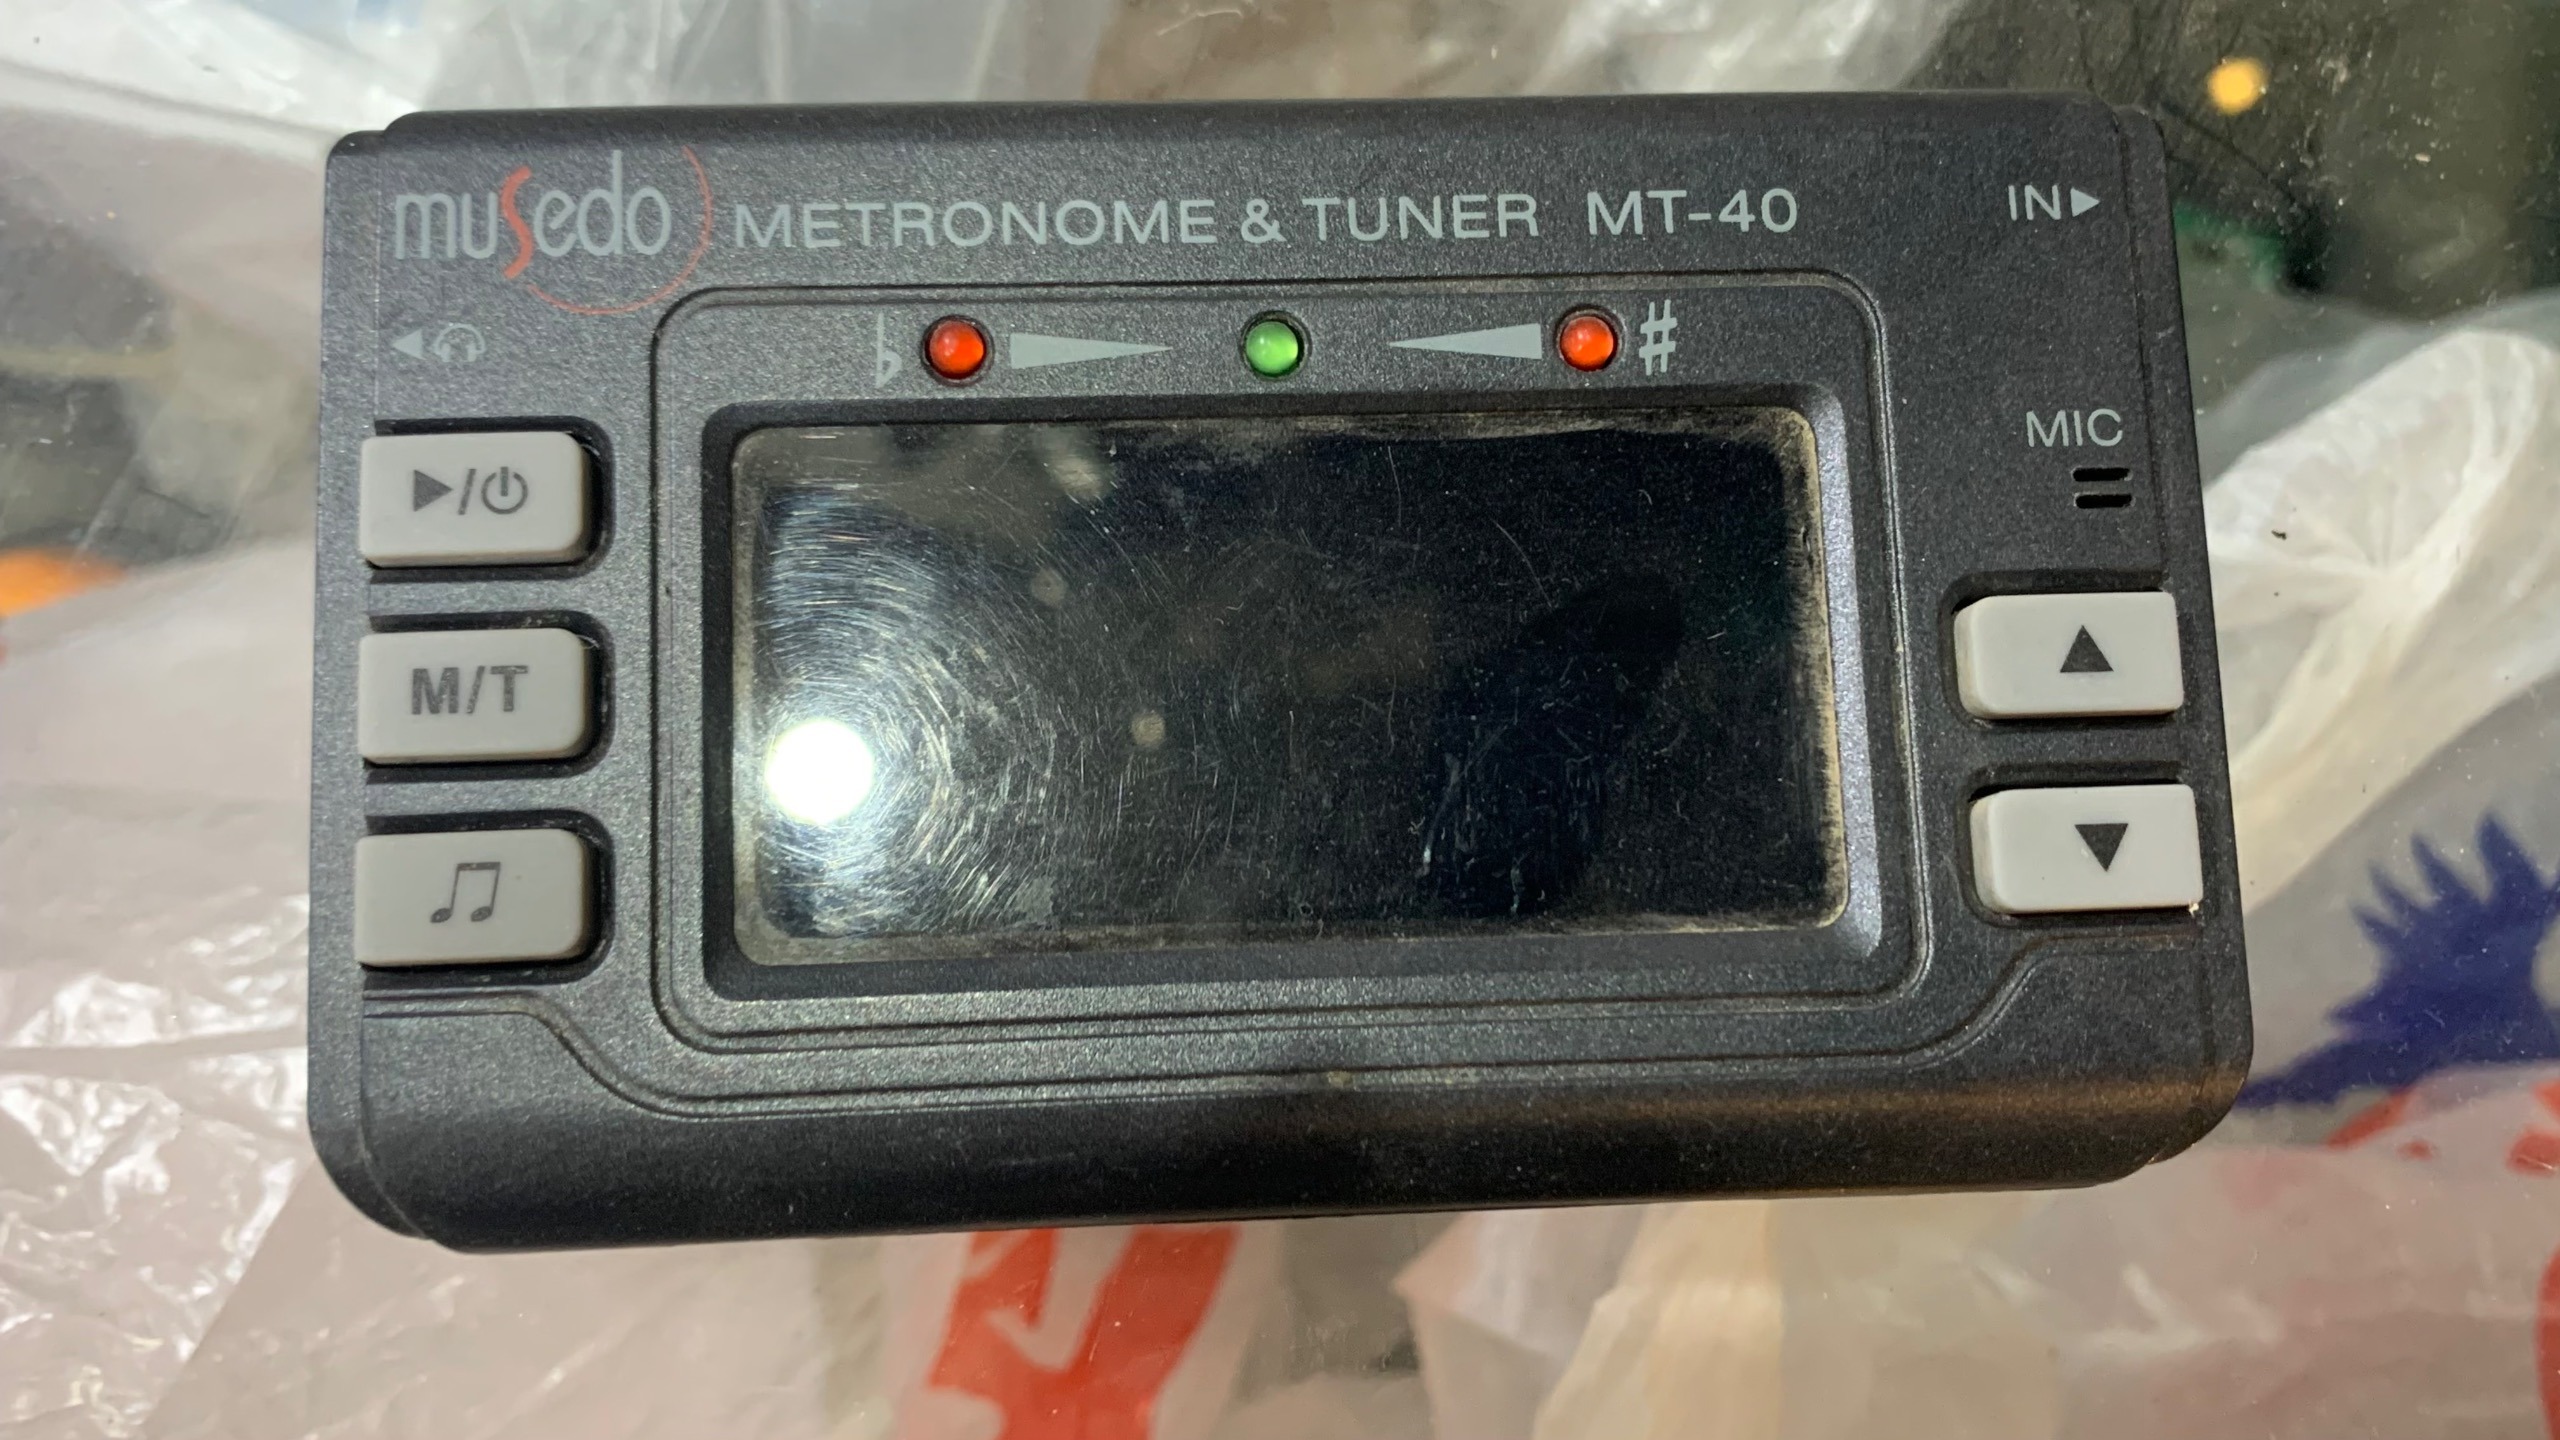 musedo METRONOME & TUNER MT-40 IN▶
♭ ♯
MIC
▶/⏻
M/T